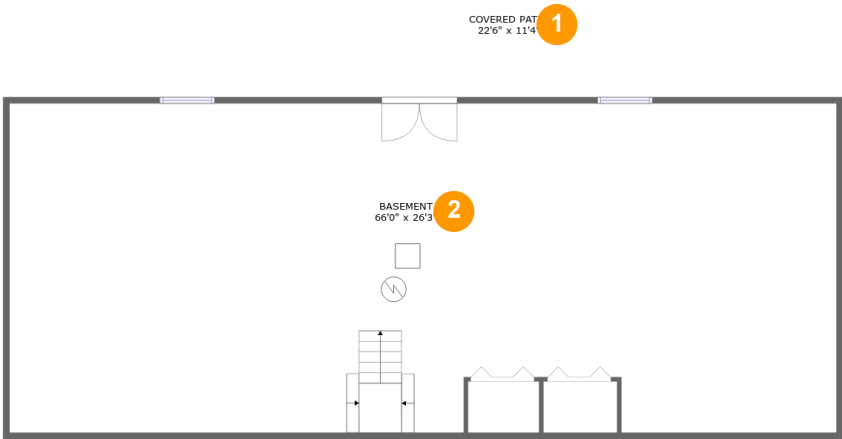 COVERED PAT
22'6" x 11'4"
1
BASEMENT
66'0" x 26'3
2